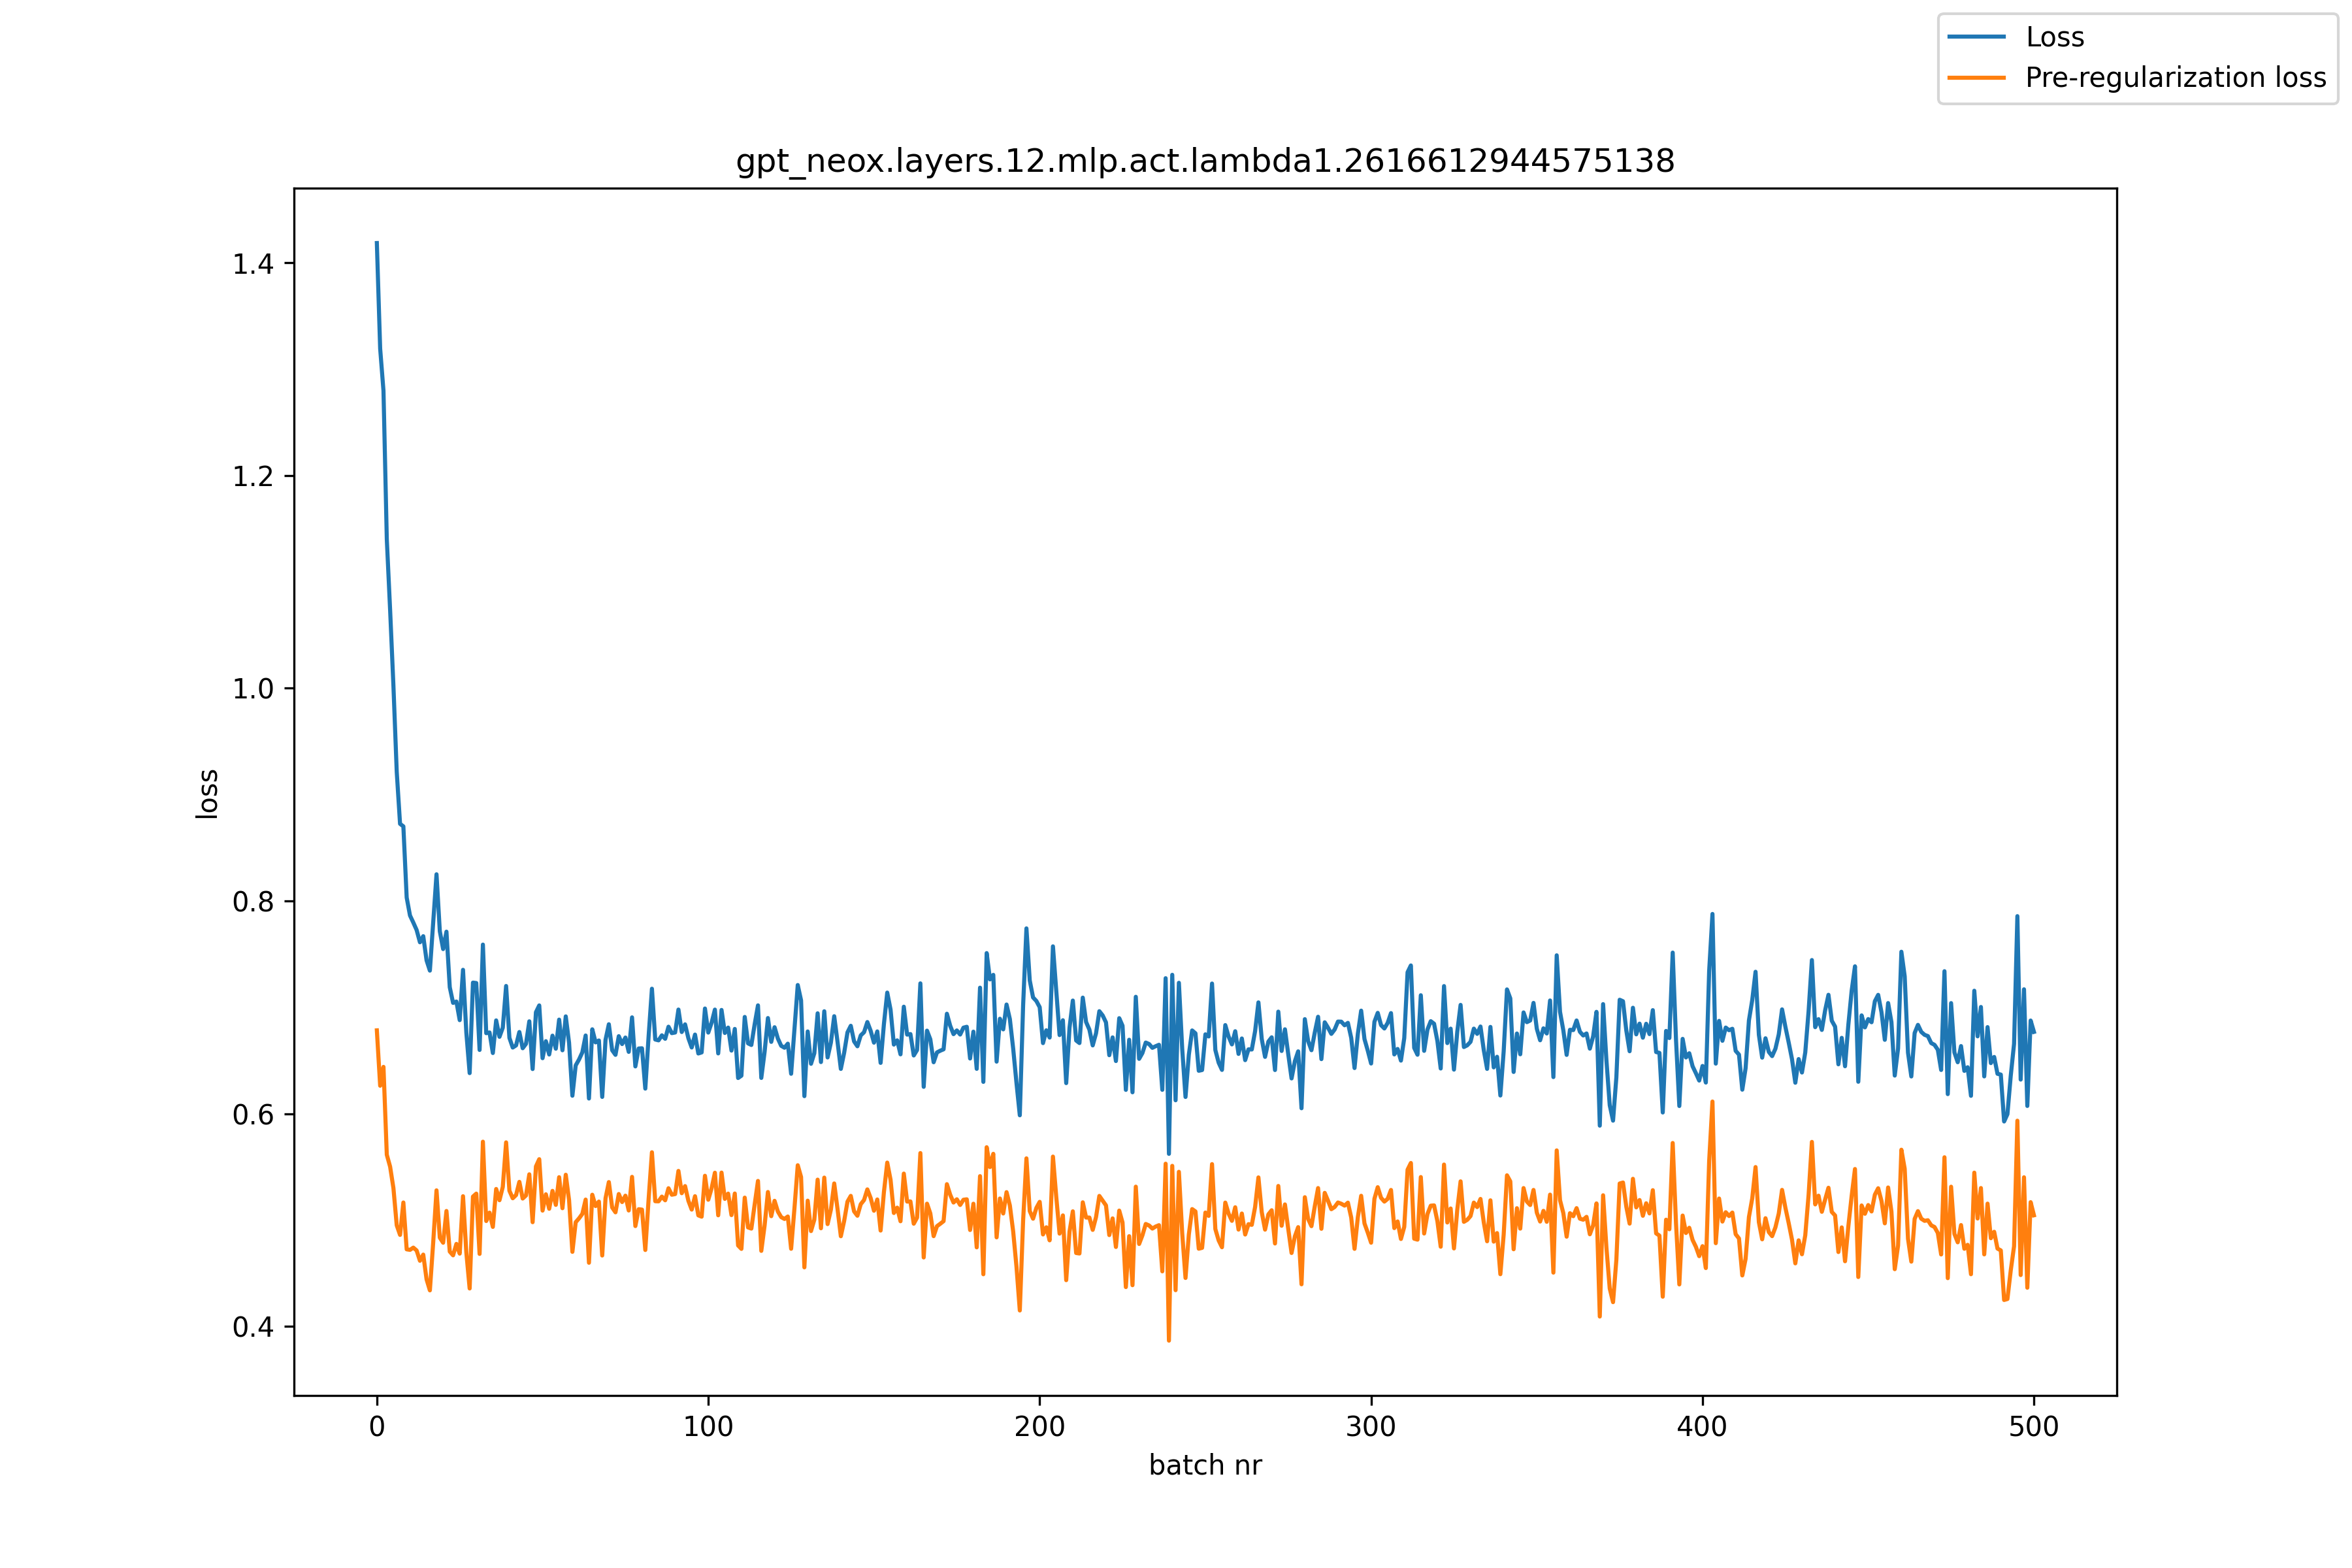 Loss
Pre-regularization loss
gpt_neox.layers.12.mlp.act.lambda1.2616612944575138
1.4
1.2
1.0
0.8
0.6
0.4
loss
0 100 200 300 400 500
batch nr